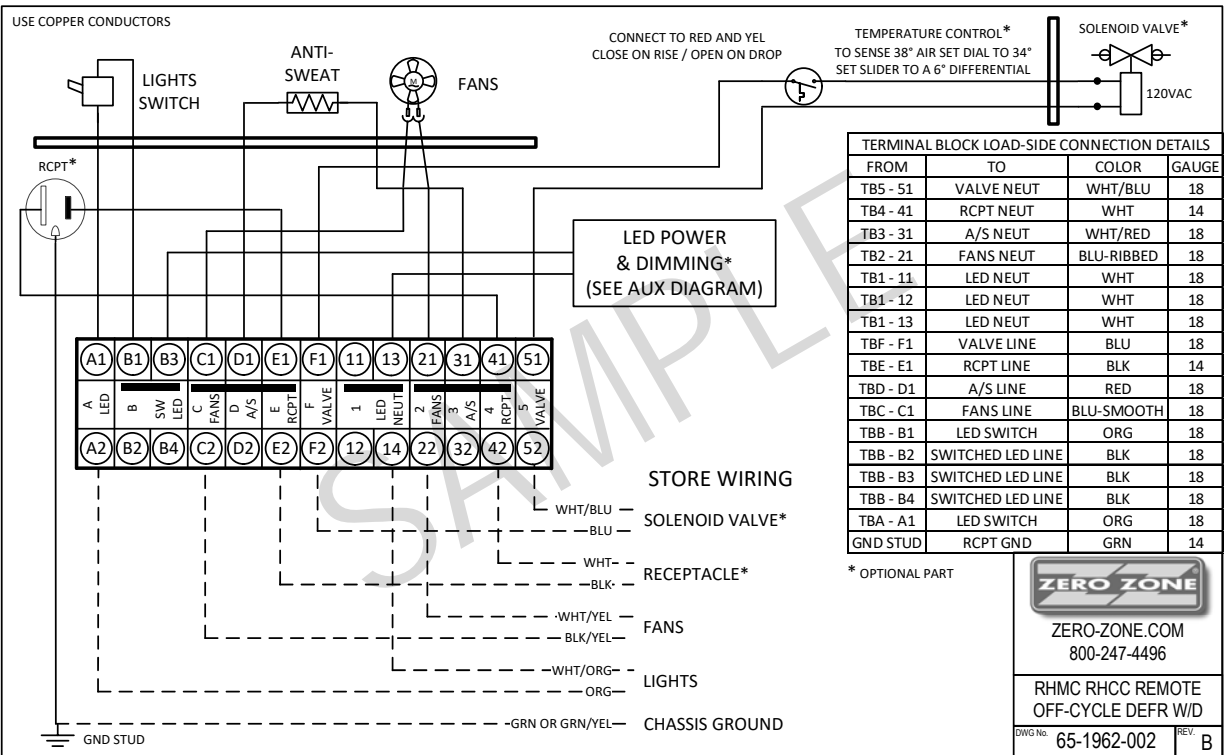 USE COPPER CONDUCTORS
LIGHTS
SWITCH
ANTI-
SWEAT
M
FANS
CONNECT TO RED AND YEL
CLOSE ON RISE / OPEN ON DROP
TEMPERATURE CONTROL*
TO SENSE 38° AIR SET DIAL TO 34°
SET SLIDER TO A 6° DIFFERENTIAL
SOLENOID VALVE*
120VAC
RCPT*
LED POWER
& DIMMING*
(SEE AUX DIAGRAM)
A1 B1 B3 C1 D1 E1 F1 11 13 21 31 41 51
A LED
B
SW LED
C FANS
D A/S
E RCPT
F VALVE
1
LED NEUT
2 FANS
3 A/S
4 RCPT
5 VALVE
A2 B2 B4 C2 D2 E2 F2 12 14 22 32 42 52
STORE WIRING
WHT/BLU
BLU
SOLENOID VALVE*
WHT
BLK
RECEPTACLE*
WHT/YEL
BLK/YEL
FANS
WHT/ORG
ORG
LIGHTS
GRN OR GRN/YEL
CHASSIS GROUND
GND STUD
SAMPLE
TERMINAL BLOCK LOAD-SIDE CONNECTION DETAILS
FROM TO COLOR GAUGE
TB5 - 51 VALVE NEUT WHT/BLU 18
TB4 - 41 RCPT NEUT WHT 14
TB3 - 31 A/S NEUT WHT/RED 18
TB2 - 21 FANS NEUT BLU-RIBBED 18
TB1 - 11 LED NEUT WHT 18
TB1 - 12 LED NEUT WHT 18
TB1 - 13 LED NEUT WHT 18
TBF - F1 VALVE LINE BLU 18
TBE - E1 RCPT LINE BLK 14
TBD - D1 A/S LINE RED 18
TBC - C1 FANS LINE BLU-SMOOTH 18
TBB - B1 LED SWITCH ORG 18
TBB - B2 SWITCHED LED LINE BLK 18
TBB - B3 SWITCHED LED LINE BLK 18
TBB - B4 SWITCHED LED LINE BLK 18
TBA - A1 LED SWITCH ORG 18
GND STUD RCPT GND GRN 14
* OPTIONAL PART
ZERO ZONE
ZERO-ZONE.COM
800-247-4496
RHMC RHCC REMOTE
OFF-CYCLE DEFR W/D
DWG No. 65-1962-002 REV. B